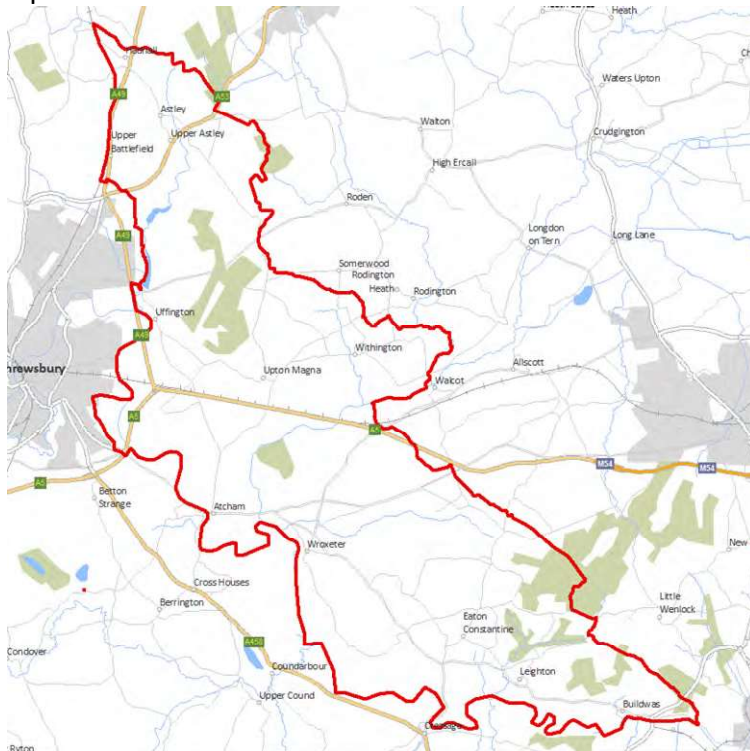 Heath
Waters Upton
Crudgington
A49
A53
Astley
Upper
Battlefield
Upper Astley
Walton
High Ercall
Roden
Longdon
on Tern
Long Lane
A49
Somerwood
Rodington
Heath
Rodington
Uffington
A49
Withington
Upton Magna
Allscott
Walcot
hrewsbury
A5
A5
M54
M54
A5
Betton
Strange
Atcham
Wroxeter
New
Cross Houses
Berrington
Little
Wenlock
Eaton
Constantine
A458
Condover
Coundarbour
Leighton
Upper Cound
Buildwas
Cressage
Ryton